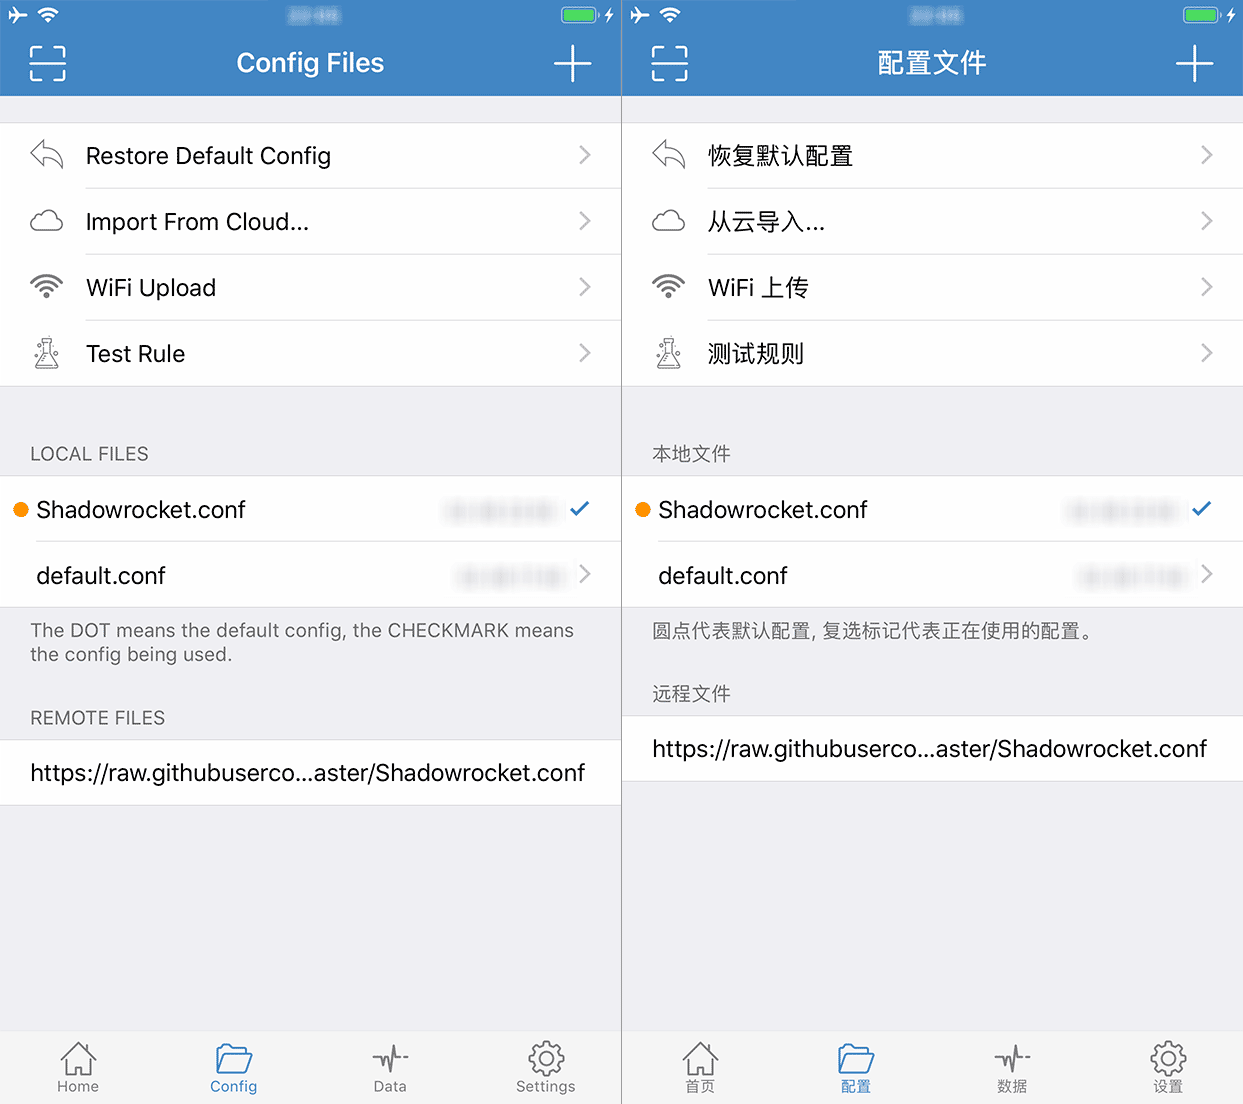 Config Files
Restore Default Config
Import From Cloud...
WiFi Upload
Test Rule
LOCAL FILES
Shadowrocket.conf
default.conf
The DOT means the default config, the CHECKMARK means
the config being used.
REMOTE FILES
https://raw.githubuserco...aster/Shadowrocket.conf
Home
Config
Data
Settings
配置文件
恢复默认配置
从云导入...
WiFi 上传
测试规则
本地文件
Shadowrocket.conf
default.conf
圆点代表默认配置, 复选标记代表正在使用的配置。
远程文件
https://raw.githubuserco...aster/Shadowrocket.conf
首页
配置
数据
设置